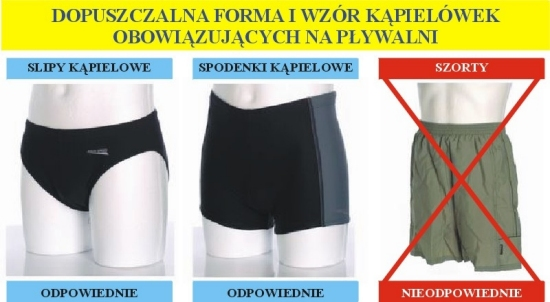 DOPUSZCZALNA FORMA I WZÓR KĄPIELÓWEK
OBOWIĄZUJĄCYCH NA PŁYWALNI
SLIPY KĄPIELOWE
SPODENKI KĄPIELOWE
SZORTY
ODPOWIEDNIE
ODPOWIEDNIE
NIEODPOWIEDNIE